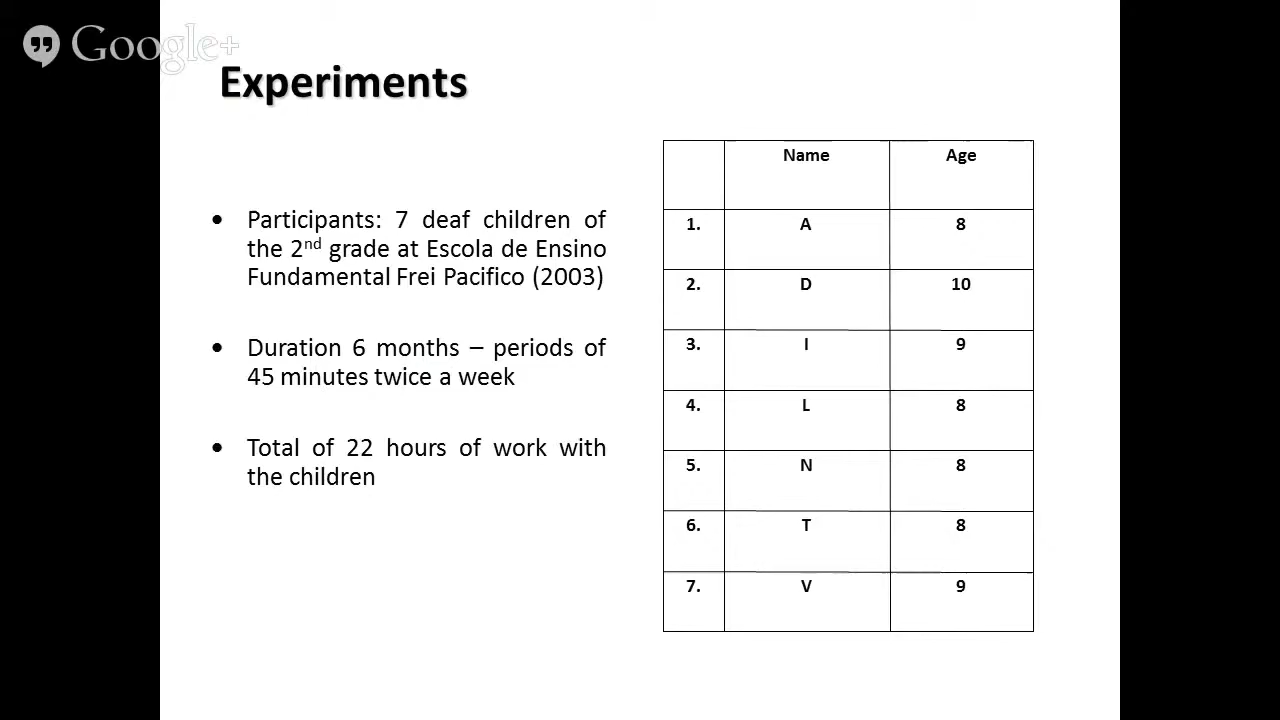 Google+
Experiments
• Participants: 7 deaf children of
the 2nd grade at Escola de Ensino
Fundamental Frei Pacifico (2003)
• Duration 6 months – periods of
45 minutes twice a week
• Total of 22 hours of work with
the children
Name Age
1. A 8
2. D 10
3. I 9
4. L 8
5. N 8
6. T 8
7. V 9